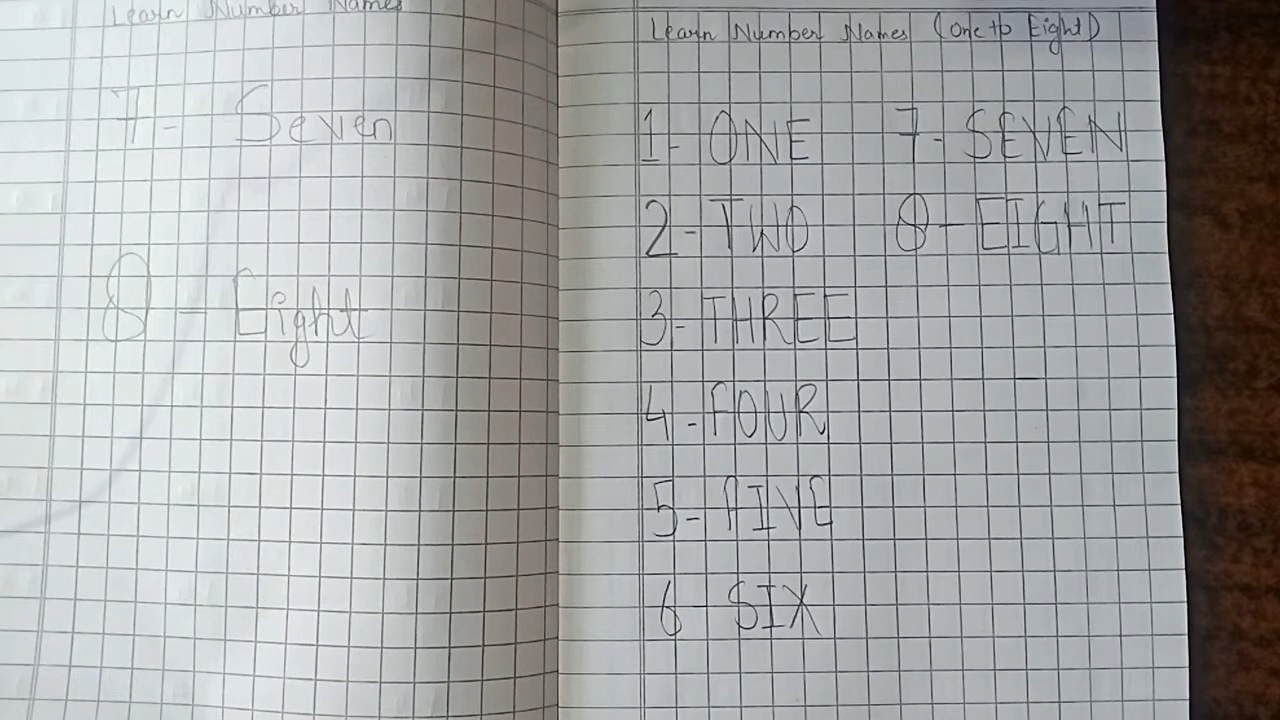 Learn Number Names
7- Seven
8 - Eight
Learn Number Names (One to Eight)
1- ONE 7- SEVEN
2- TWO 8- EIGHT
3- THREE
4- FOUR
5- FIVE
6 SIX